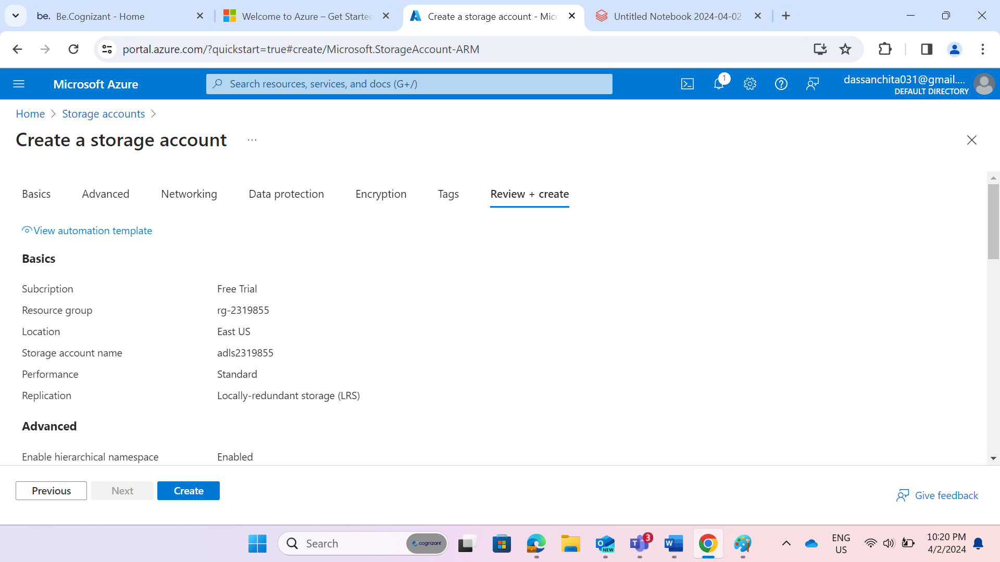 be. Be.Cognizant - Home
Welcome to Azure – Get Started
Create a storage account - Micr
Untitled Notebook 2024-04-02
portal.azure.com/?quickstart=true#create/Microsoft.StorageAccount-ARM
Microsoft Azure
Search resources, services, and docs (G+/)
1
dassanchita031@gmail....
DEFAULT DIRECTORY
Home > Storage accounts >
Create a storage account ...
Basics Advanced Networking Data protection Encryption Tags Review + create
View automation template
Basics
Subcription Free Trial
Resource group rg-2319855
Location East US
Storage account name adls2319855
Performance Standard
Replication Locally-redundant storage (LRS)
Advanced
Enable hierarchical namespace Enabled
Previous Next Create
Give feedback
Search
cognizant
NEW
3
ENG
US
10:20 PM
4/2/2024